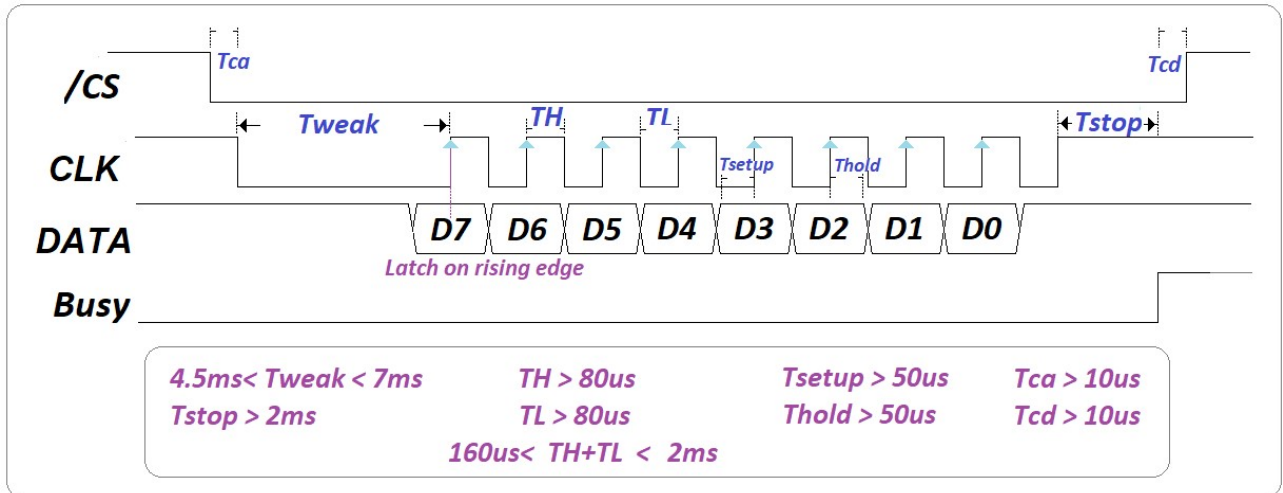 Tca
Tcd
/CS
Tweak
TH
TL
Tstop
CLK
Tsetup
Thold
DATA
D7 D6 D5 D4 D3 D2 D1 D0
Latch on rising edge
Busy
4.5ms< Tweak < 7ms TH > 80us Tsetup > 50us Tca > 10us
Tstop > 2ms TL > 80us Thold > 50us Tcd > 10us
160us< TH+TL < 2ms